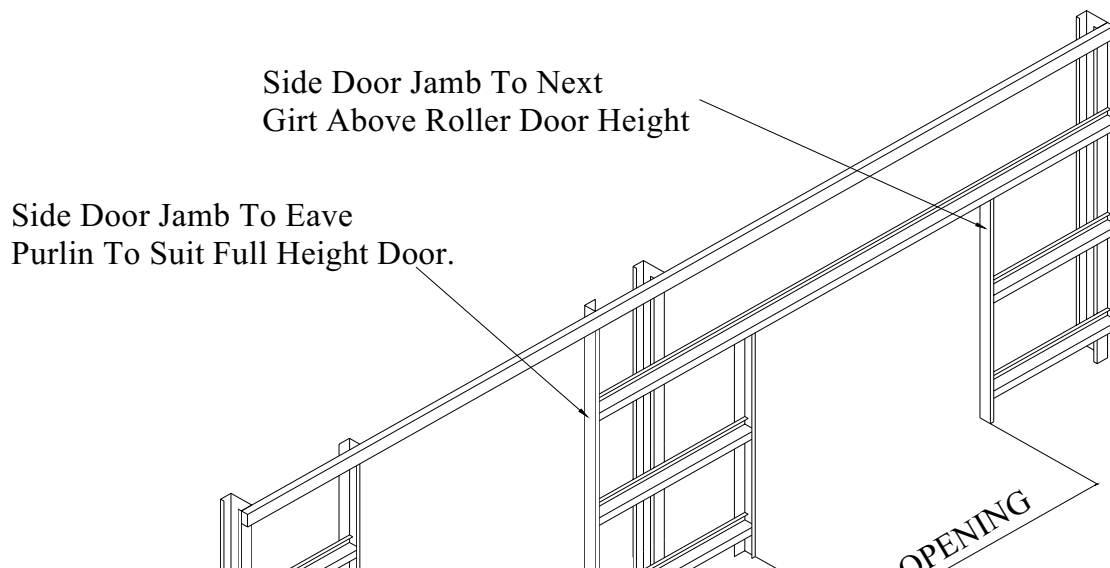 Side Door Jamb To Next
Girt Above Roller Door Height
Side Door Jamb To Eave
Purlin To Suit Full Height Door.
OPENING